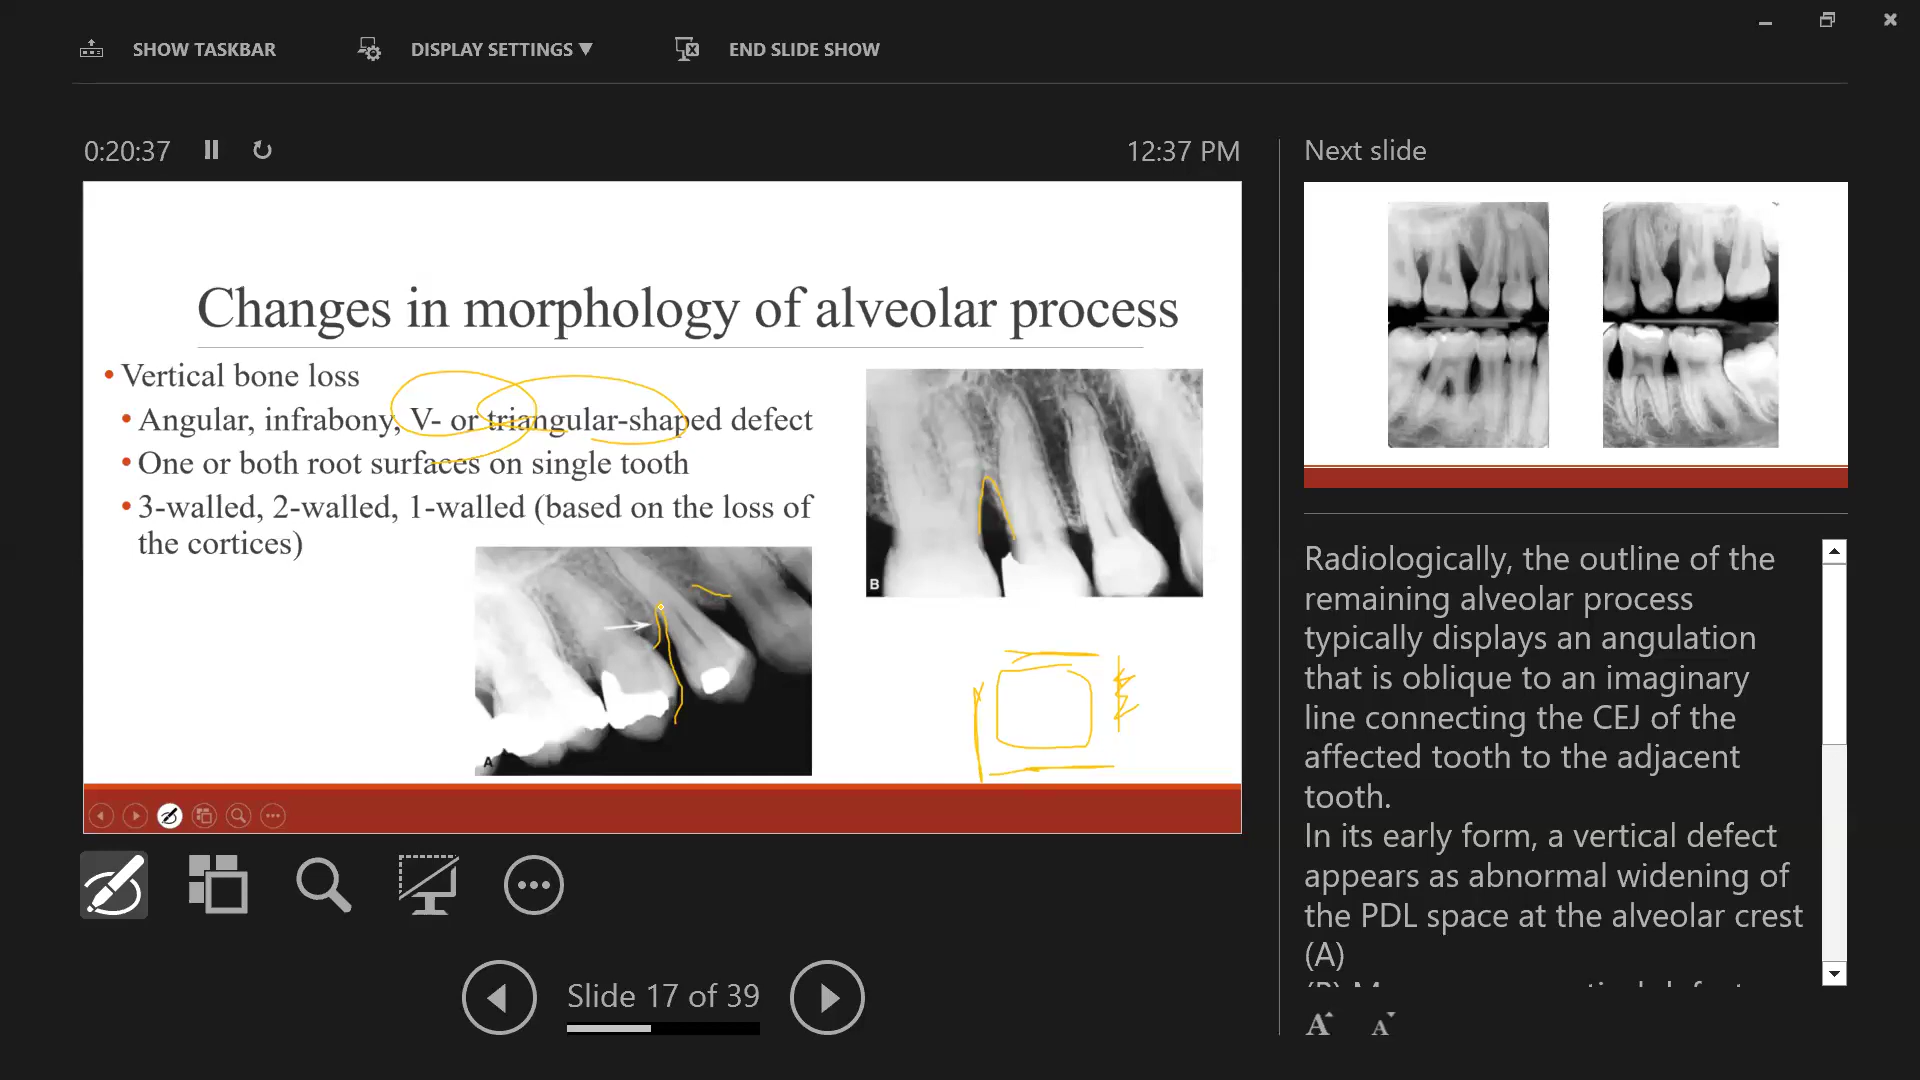 SHOW TASKBAR
DISPLAY SETTINGS ▼
END SLIDE SHOW
0:20:37
12:37 PM
Next slide
Changes in morphology of alveolar process
• Vertical bone loss
• Angular, infrabony, V- or triangular-shaped defect
• One or both root surfaces on single tooth
• 3-walled, 2-walled, 1-walled (based on the loss of
the cortices)
B
A
Slide 17 of 39
Radiologically, the outline of the
remaining alveolar process
typically displays an angulation
that is oblique to an imaginary
line connecting the CEJ of the
affected tooth to the adjacent
tooth.
In its early form, a vertical defect
appears as abnormal widening of
the PDL space at the alveolar crest
(A)
A
A